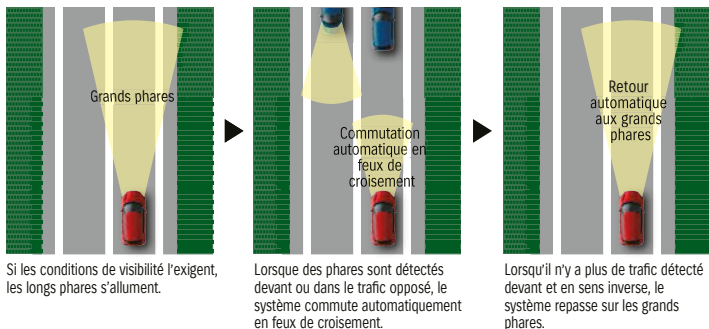 Grands phares
Si les conditions de visibilité l'exigent,
les longs phares s'allument.
Commutation
automatique en
feux de
croisement
Lorsque des phares sont détectés
devant ou dans le trafic opposé, le
système commute automatiquement
en feux de croisement.
Retour
automatique
aux grands
phares
Lorsqu'il n'y a plus de trafic détecté
devant et en sens inverse, le
système repasse sur les grands
phares.